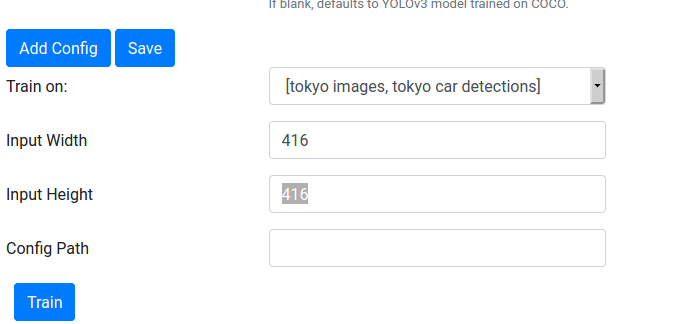 If blank, defaults to YOLOv3 model trained on COCO.
Add Config Save
Train on: [tokyo images, tokyo car detections]
Input Width 416
Input Height 416
Config Path
Train